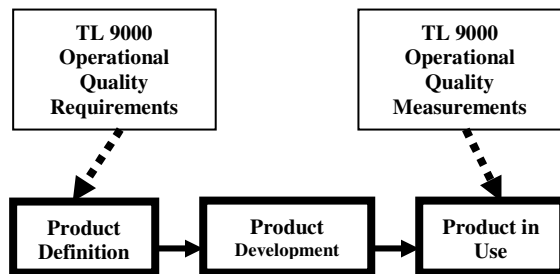 TL 9000
Operational
Quality
Requirements
TL 9000
Operational
Quality
Measurements
Product
Definition
Product
Development
Product in
Use